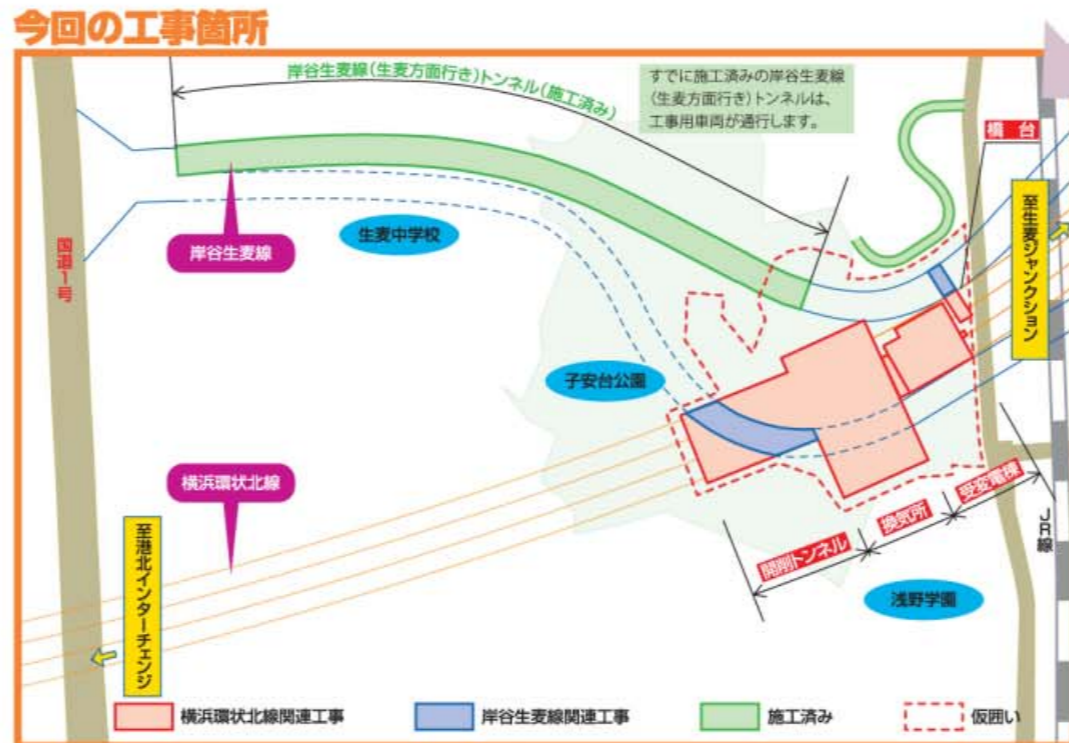 今回の工事箇所
岸谷生麦線(生麦方面行き)トンネル(施工済み)
すでに施工済みの岸谷生麦線
(生麦方面行き)トンネルは、
工事用車両が通行します。
橋台
至生麦ジャンクション
国道1号
岸谷生麦線
生麦中学校
子安台公園
横浜環状北線
至港北インターチェンジ
開削トンネル
換気所
受変電棟
JR線
浅野学園
横浜環状北線関連工事
岸谷生麦線関連工事
施工済み
仮囲い